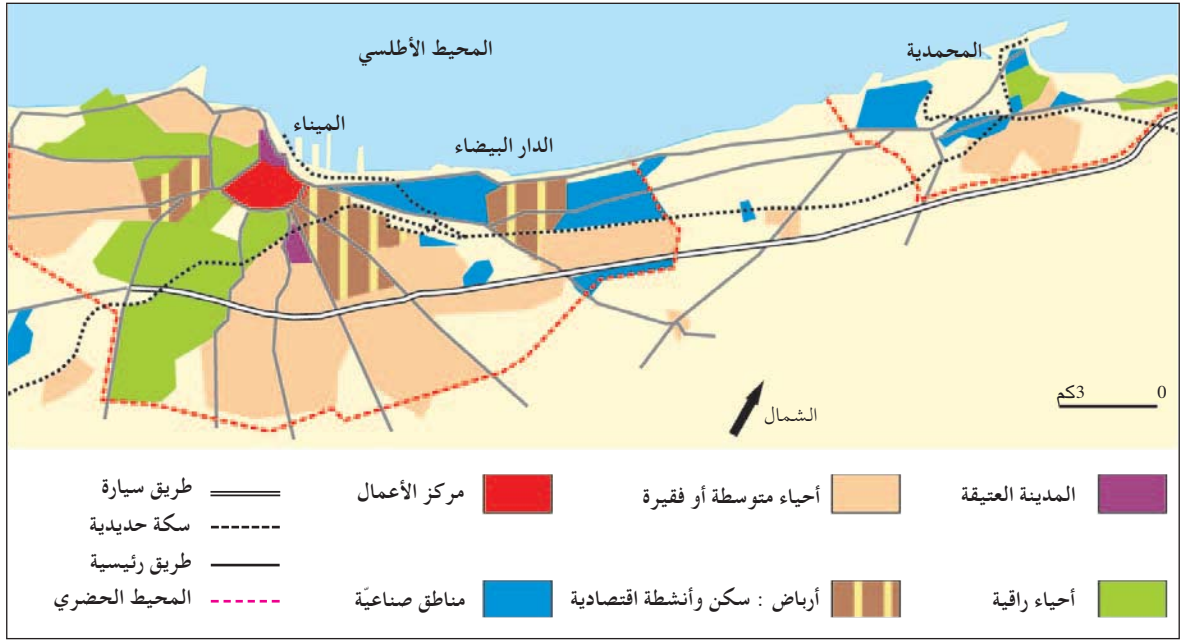 المحيط الأطلسي
المحمدية
الميناء
الدار البيضاء
3كم 0
الشمال
المدينة العتيقة
أحياء متوسطة أو فقيرة
مركز الأعمال
طريق سيارة
سكة حديدية
طريق رئيسية
المحيط الحضري
أحياء راقية
أرباض : سكن وأنشطة اقتصادية
مناطق صناعيّة